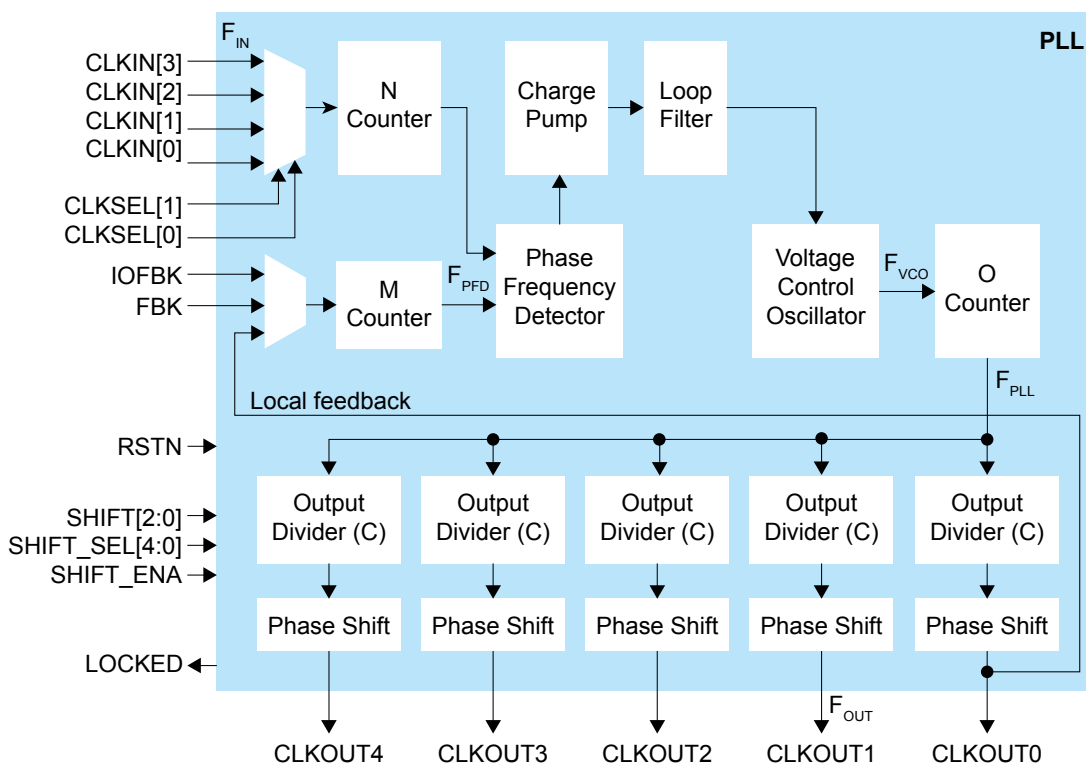 F_IN
PLL
CLKIN[3]
CLKIN[2]
CLKIN[1]
CLKIN[0]
CLKSEL[1]
CLKSEL[0]
N
Counter
Charge
Pump
Loop
Filter
IOFBK
FBK
M
Counter
F_PFD
Phase
Frequency
Detector
Voltage
Control
Oscillator
F_VCO
O
Counter
F_PLL
Local feedback
RSTN
SHIFT[2:0]
SHIFT_SEL[4:0]
SHIFT_ENA
LOCKED
Output
Divider (C)
Output
Divider (C)
Output
Divider (C)
Output
Divider (C)
Output
Divider (C)
Phase Shift
Phase Shift
Phase Shift
Phase Shift
Phase Shift
F_OUT
CLKOUT4
CLKOUT3
CLKOUT2
CLKOUT1
CLKOUT0